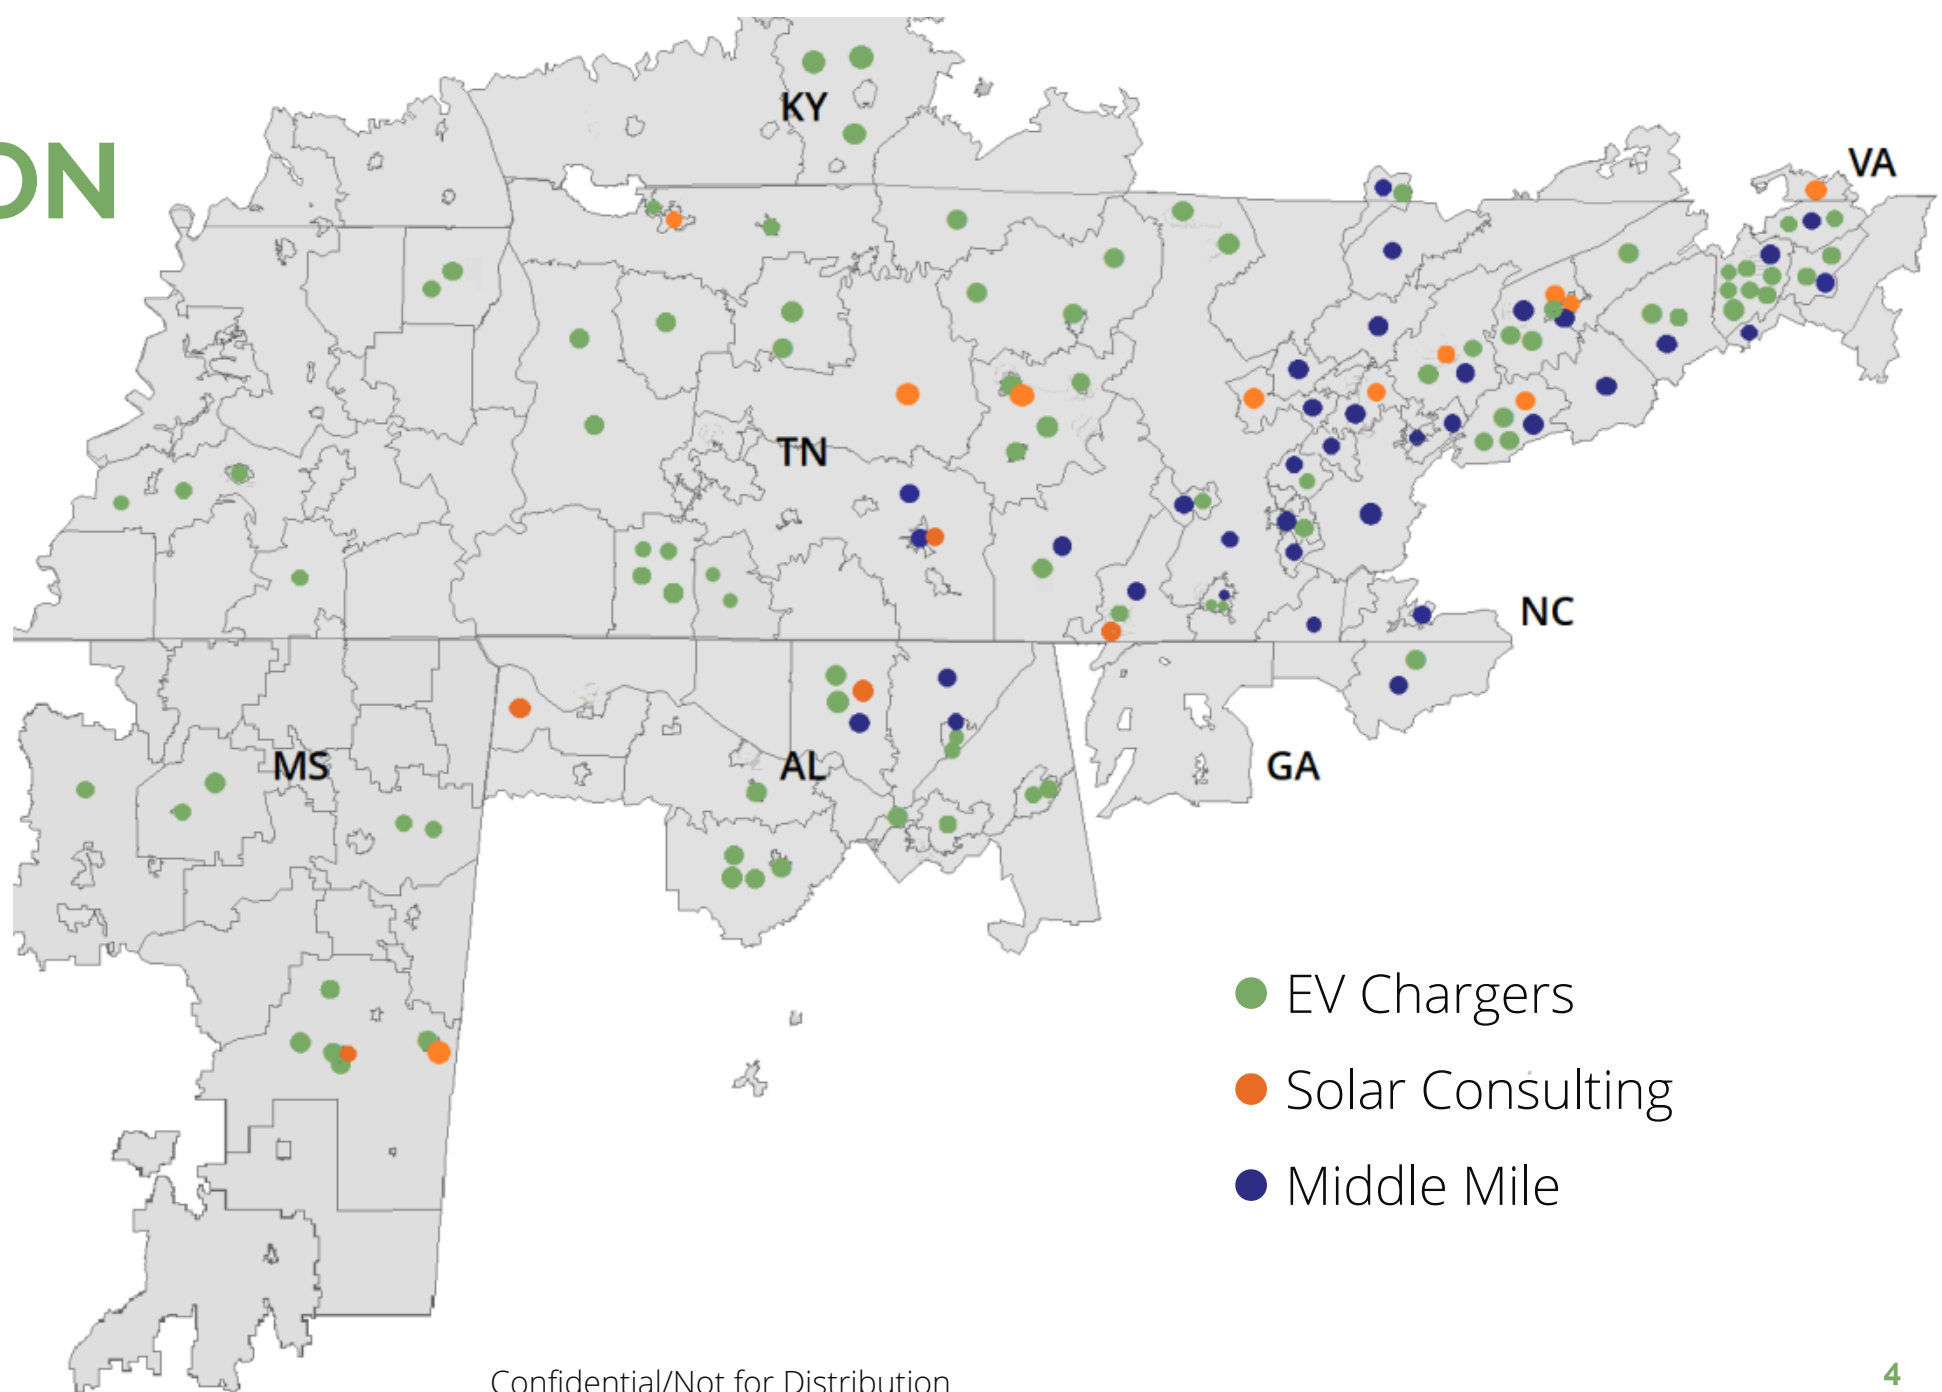 ON
KY
VA
TN
NC
MS
AL
GA
EV Chargers
Solar Consulting
Middle Mile
Confidential/Not for Distribution
4